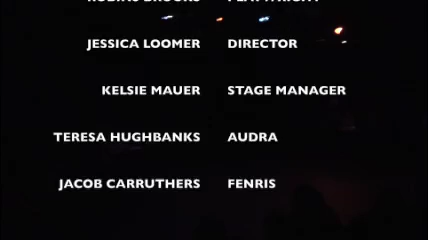 JESSICA LOOMER DIRECTOR
KELSIE MAUER STAGE MANAGER
TERESA HUGHBANKS AUDRA
JACOB CARRUTHERS FENRIS